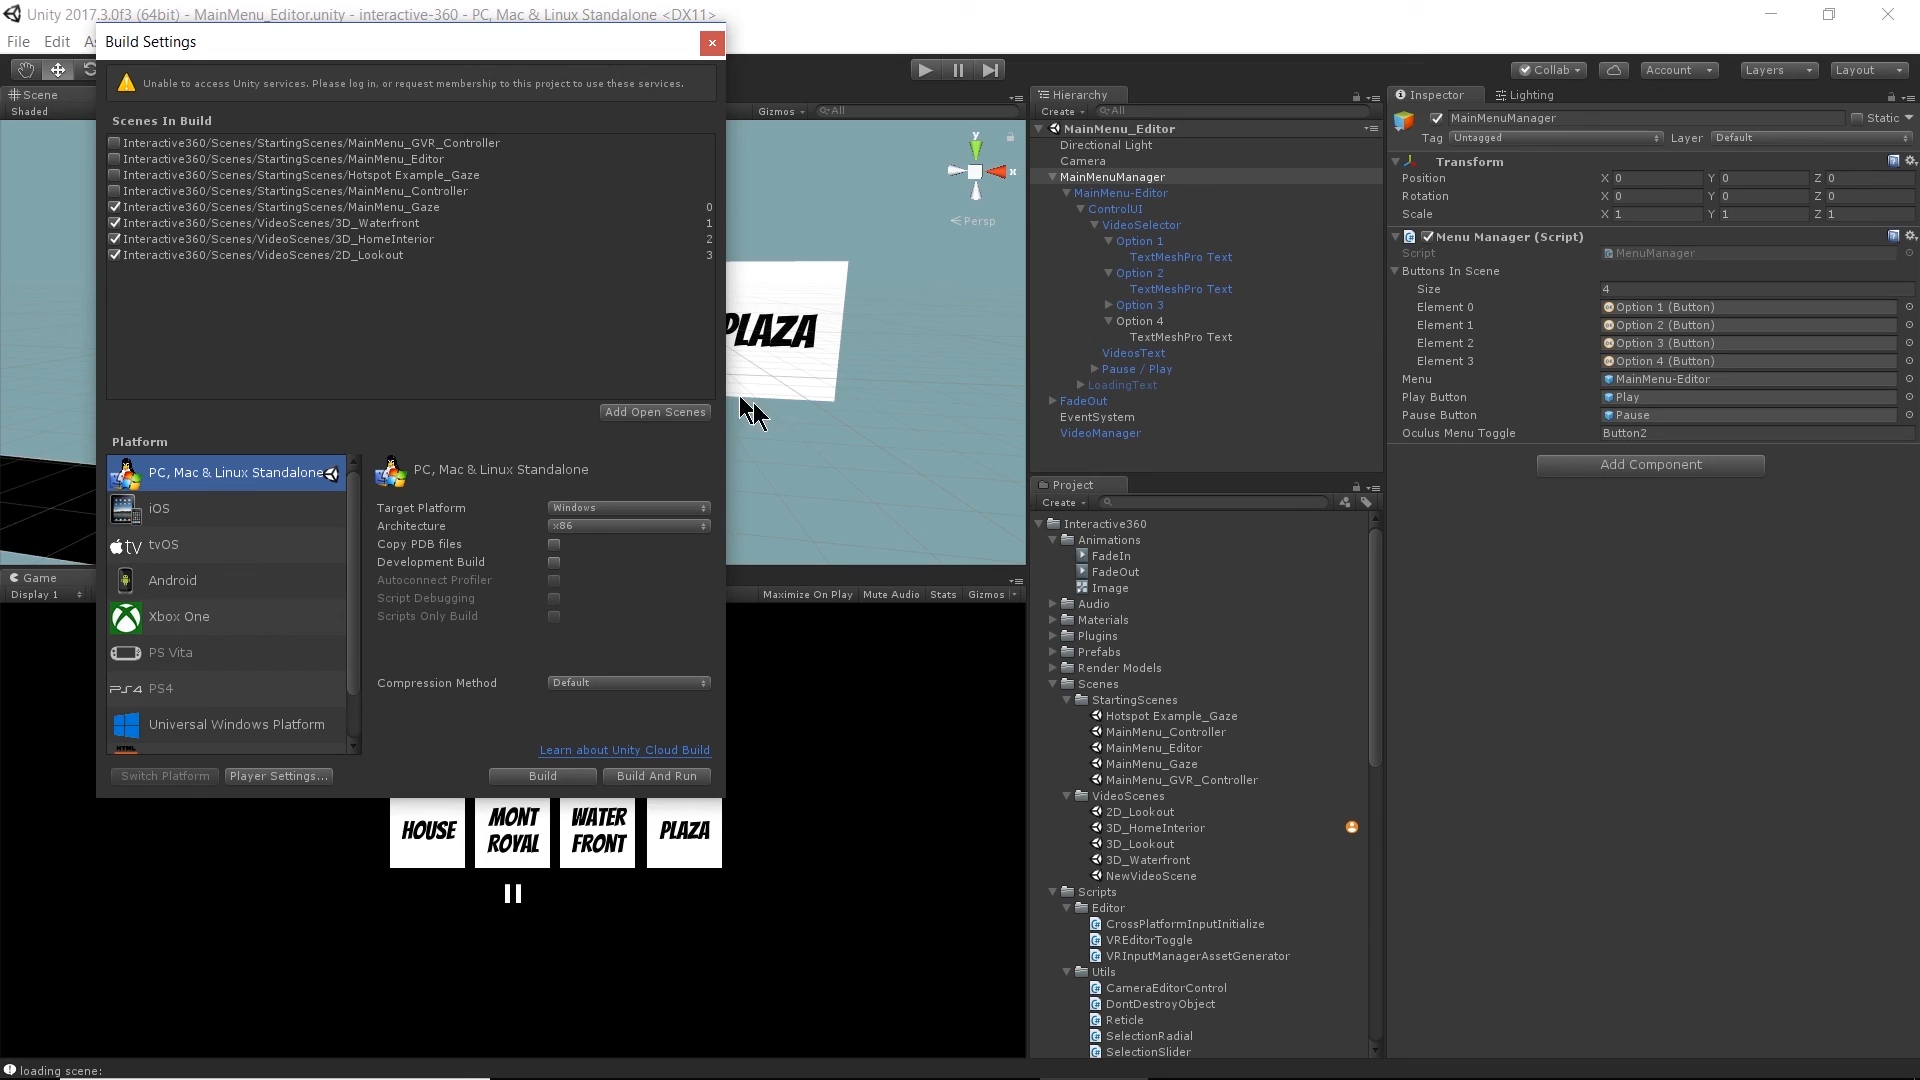 Unity 2017.3.0f3 (64bit) - MainMenu_Editor.unity - interactive-360 - PC, Mac & Linux Standalone <DX11>
File Edit As
Build Settings
Unable to access Unity services. Please log in, or request membership to this project to use these services.
Scenes In Build
Interactive360/Scenes/StartingScenes/MainMenu_GVR_Controller
Interactive360/Scenes/StartingScenes/MainMenu_Editor
Interactive360/Scenes/StartingScenes/Hotspot Example_Gaze
Interactive360/Scenes/StartingScenes/MainMenu_Controller
Interactive360/Scenes/StartingScenes/MainMenu_Gaze 0
Interactive360/Scenes/VideoScenes/3D_Waterfront 1
Interactive360/Scenes/VideoScenes/3D_HomeInterior 2
Interactive360/Scenes/VideoScenes/2D_Lookout 3
Add Open Scenes
Platform
PC, Mac & Linux Standalone
iOS
tvOS
Android
Xbox One
PS Vita
PS4
Universal Windows Platform
HTML
PC, Mac & Linux Standalone
Target Platform Windows
Architecture x86
Copy PDB files
Development Build
Autoconnect Profiler
Script Debugging
Scripts Only Build
Compression Method Default
Learn about Unity Cloud Build
Switch Platform Player Settings... Build Build And Run
Scene
Shaded
Gizmos All
y
x
Persp
PLAZA
Game
Display 1
Maximize On Play Mute Audio Stats Gizmos
HOUSE
MONT
ROYAL
WATER
FRONT
PLAZA
loading scene:
Collab Account Layers Layout
Hierarchy
Create All
MainMenu_Editor
Directional Light
Camera
MainMenuManager
MainMenu-Editor
ControlUI
VideoSelector
Option 1
TextMeshPro Text
Option 2
TextMeshPro Text
Option 3
Option 4
TextMeshPro Text
VideosText
Pause / Play
LoadingText
FadeOut
EventSystem
VideoManager
Project
Create
Interactive360
Animations
FadeIn
FadeOut
Image
Audio
Materials
Plugins
Prefabs
Render Models
Scenes
StartingScenes
Hotspot Example_Gaze
MainMenu_Controller
MainMenu_Editor
MainMenu_Gaze
MainMenu_GVR_Controller
VideoScenes
2D_Lookout
3D_HomeInterior
3D_Lookout
3D_Waterfront
NewVideoScene
Scripts
Editor
CrossPlatformInputInitialize
VREditorToggle
VRInputManagerAssetGenerator
Utils
CameraEditorControl
DontDestroyObject
Reticle
SelectionRadial
SelectionSlider
Inspector Lighting
MainMenuManager Static
Tag Untagged Layer Default
Transform
Position X 0 Y 0 Z 0
Rotation X 0 Y 0 Z 0
Scale X 1 Y 1 Z 1
Menu Manager (Script)
Script MenuManager
Buttons In Scene
Size 4
Element 0 Option 1 (Button)
Element 1 Option 2 (Button)
Element 2 Option 3 (Button)
Element 3 Option 4 (Button)
Menu MainMenu-Editor
Play Button Play
Pause Button Pause
Oculus Menu Toggle Button2
Add Component